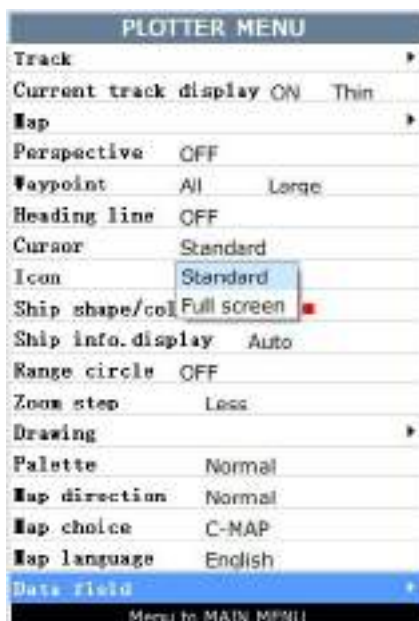 PLOTTER MENU
Track
Current track display ON Thin
Map
Perspective OFF
Waypoint All Large
Heading line OFF
Cursor Standard
Icon Standard
Ship shape/col Full screen
Ship info.display Auto
Range circle OFF
Zoom step Less
Drawing
Palette Normal
Map direction Normal
Map choice C-MAP
Map language English
Data field
Menu to MAIN MENU